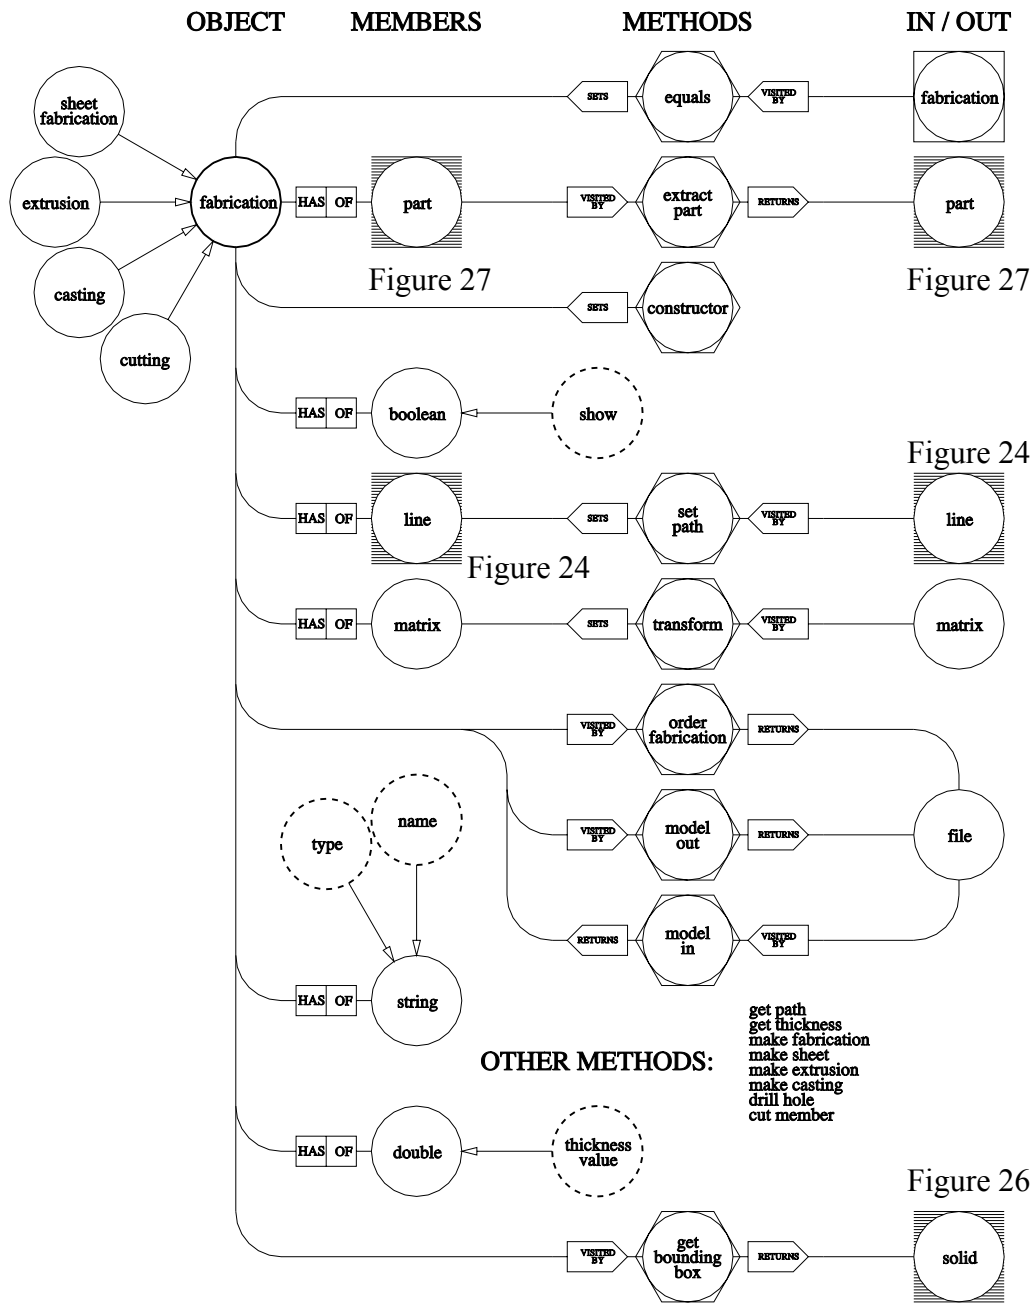 OBJECT MEMBERS METHODS IN / OUT
sheet
fabrication
SETS equals VISITED
BY fabrication
extrusion fabrication HAS OF part VISITED
BY extract
part RETURNS part
Figure 27 Figure 27
casting SETS constructor
cutting
HAS OF boolean show
Figure 24
HAS OF line SETS set
path VISITED
BY line
Figure 24
HAS OF matrix SETS transform VISITED
BY matrix
VISITED
BY order
fabrication RETURNS
type name VISITED
BY model
out RETURNS file
RETURNS model
in VISITED
BY
HAS OF string
OTHER METHODS:
get path
get thickness
make fabrication
make sheet
make extrusion
make casting
drill hole
cut member
HAS OF double thickness
value
Figure 26
VISITED
BY get
bounding
box RETURNS solid